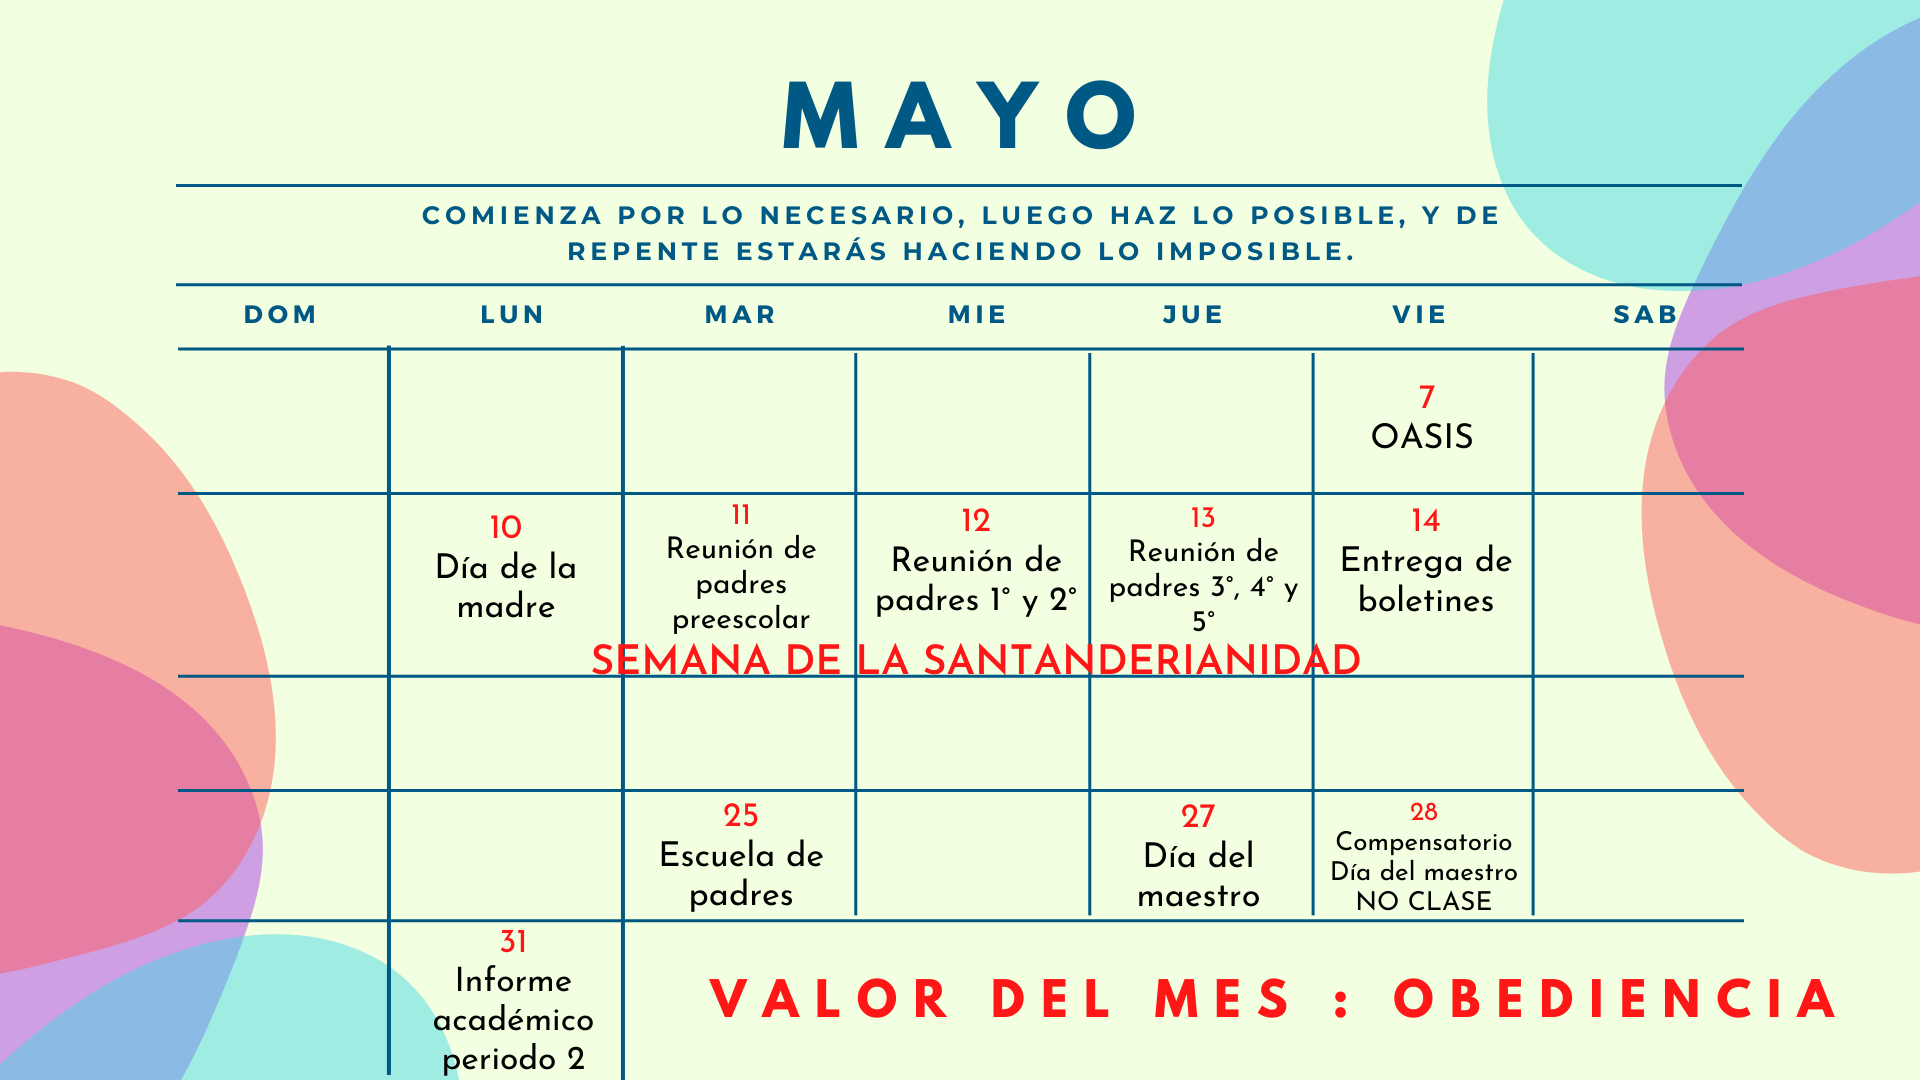 MAYO
COMIENZA POR LO NECESARIO, LUEGO HAZ LO POSIBLE, Y DE
REPENTE ESTARÁS HACIENDO LO IMPOSIBLE.
DOM LUN MAR MIE JUE VIE SAB
7
OASIS
10
Día de la
madre
11
Reunión de
padres
preescolar
12
Reunión de
padres 1° y 2°
13
Reunión de
padres 3°, 4° y
5°
14
Entrega de
boletines
SEMANA DE LA SANTANDERIANIDAD
25
Escuela de
padres
27
Día del
maestro
28
Compensatorio
Día del maestro
NO CLASE
31
Informe
académico
periodo 2
VALOR DEL MES : OBEDIENCIA